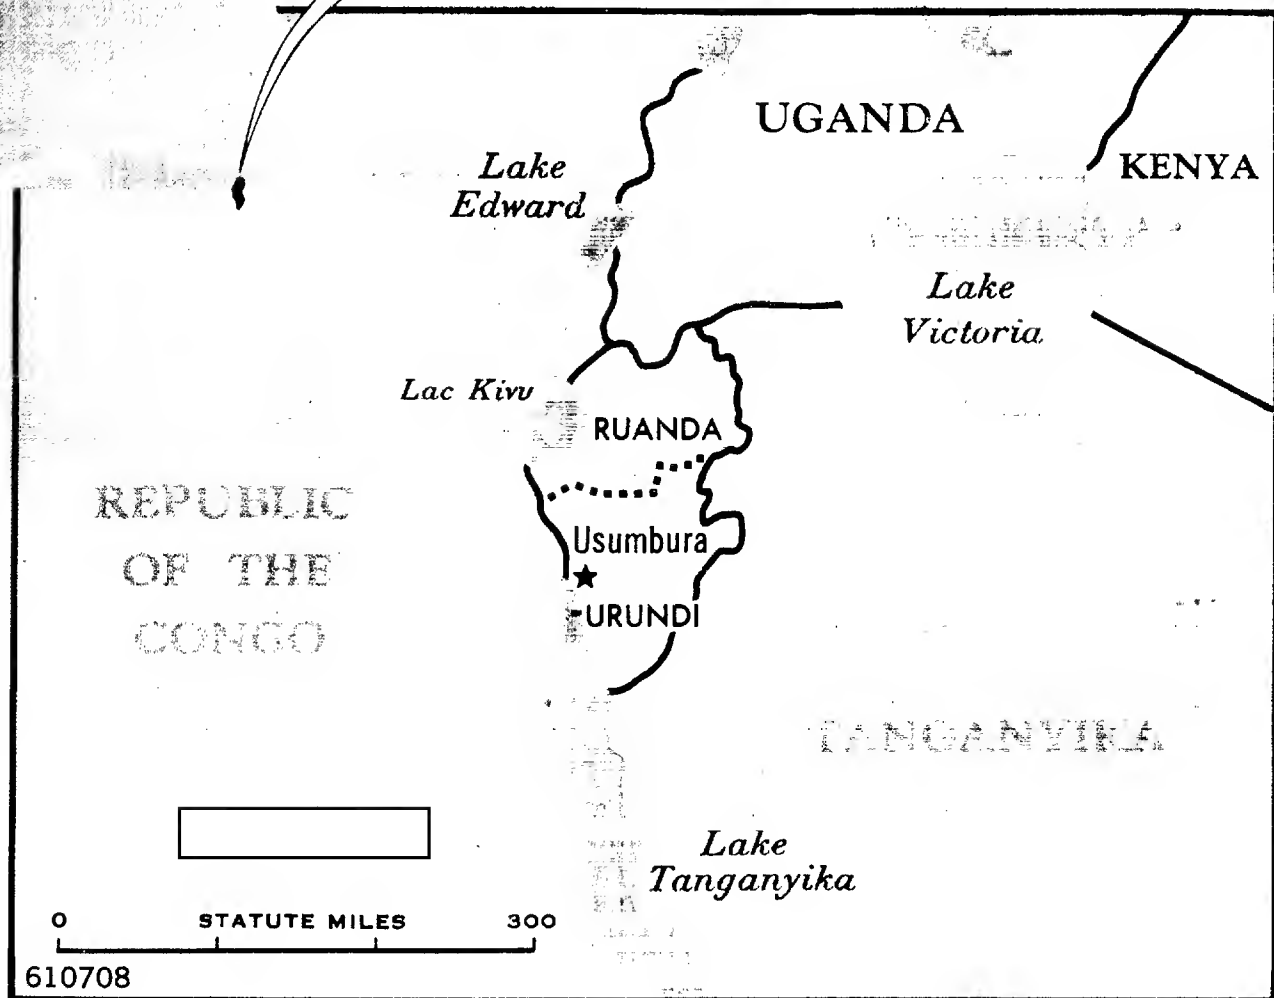 UGANDA
KENYA
Lake
Edward
Lake
Victoria
Lac Kivu
RUANDA
REPUBLIC
OF THE
CONGO
Usumbura
URUNDI
TANGANYIKA
Lake
Tanganyika
0 STATUTE MILES 300
610708